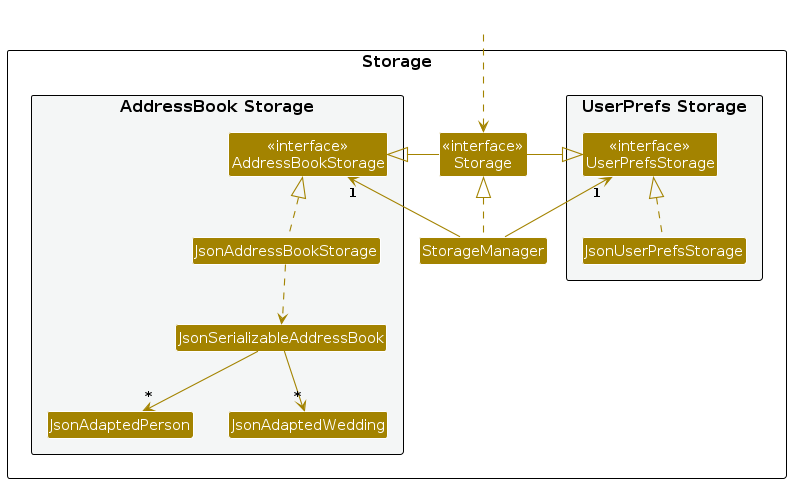 Storage
AddressBook Storage
UserPrefs Storage
«interface»
AddressBookStorage
«interface»
Storage
«interface»
UserPrefsStorage
1
1
JsonAddressBookStorage
StorageManager
JsonUserPrefsStorage
JsonSerializableAddressBook
*
*
JsonAdaptedPerson
JsonAdaptedWedding